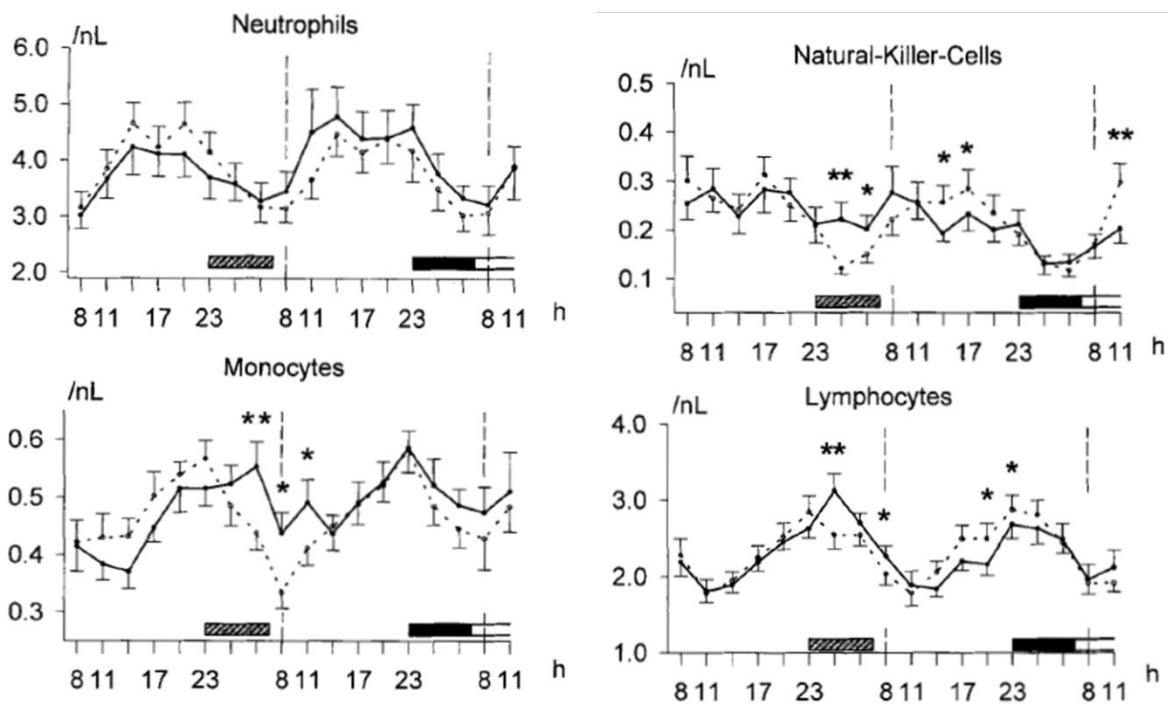 Neutrophils
/nL
6.0
5.0
4.0
3.0
2.0
8 11 17 23 8 11 17 23 8 11 h
Natural-Killer-Cells
/nL
0.5
0.4
0.3
0.2
0.1
** * * * **
8 11 17 23 8 11 17 23 8 11 h
Monocytes
/nL
0.6
0.5
0.4
0.3
** * *
8 11 17 23 8 11 17 23 8 11 h
Lymphocytes
/nL
4.0
3.0
2.0
1.0
** * * *
8 11 17 23 8 11 17 23 8 11 h